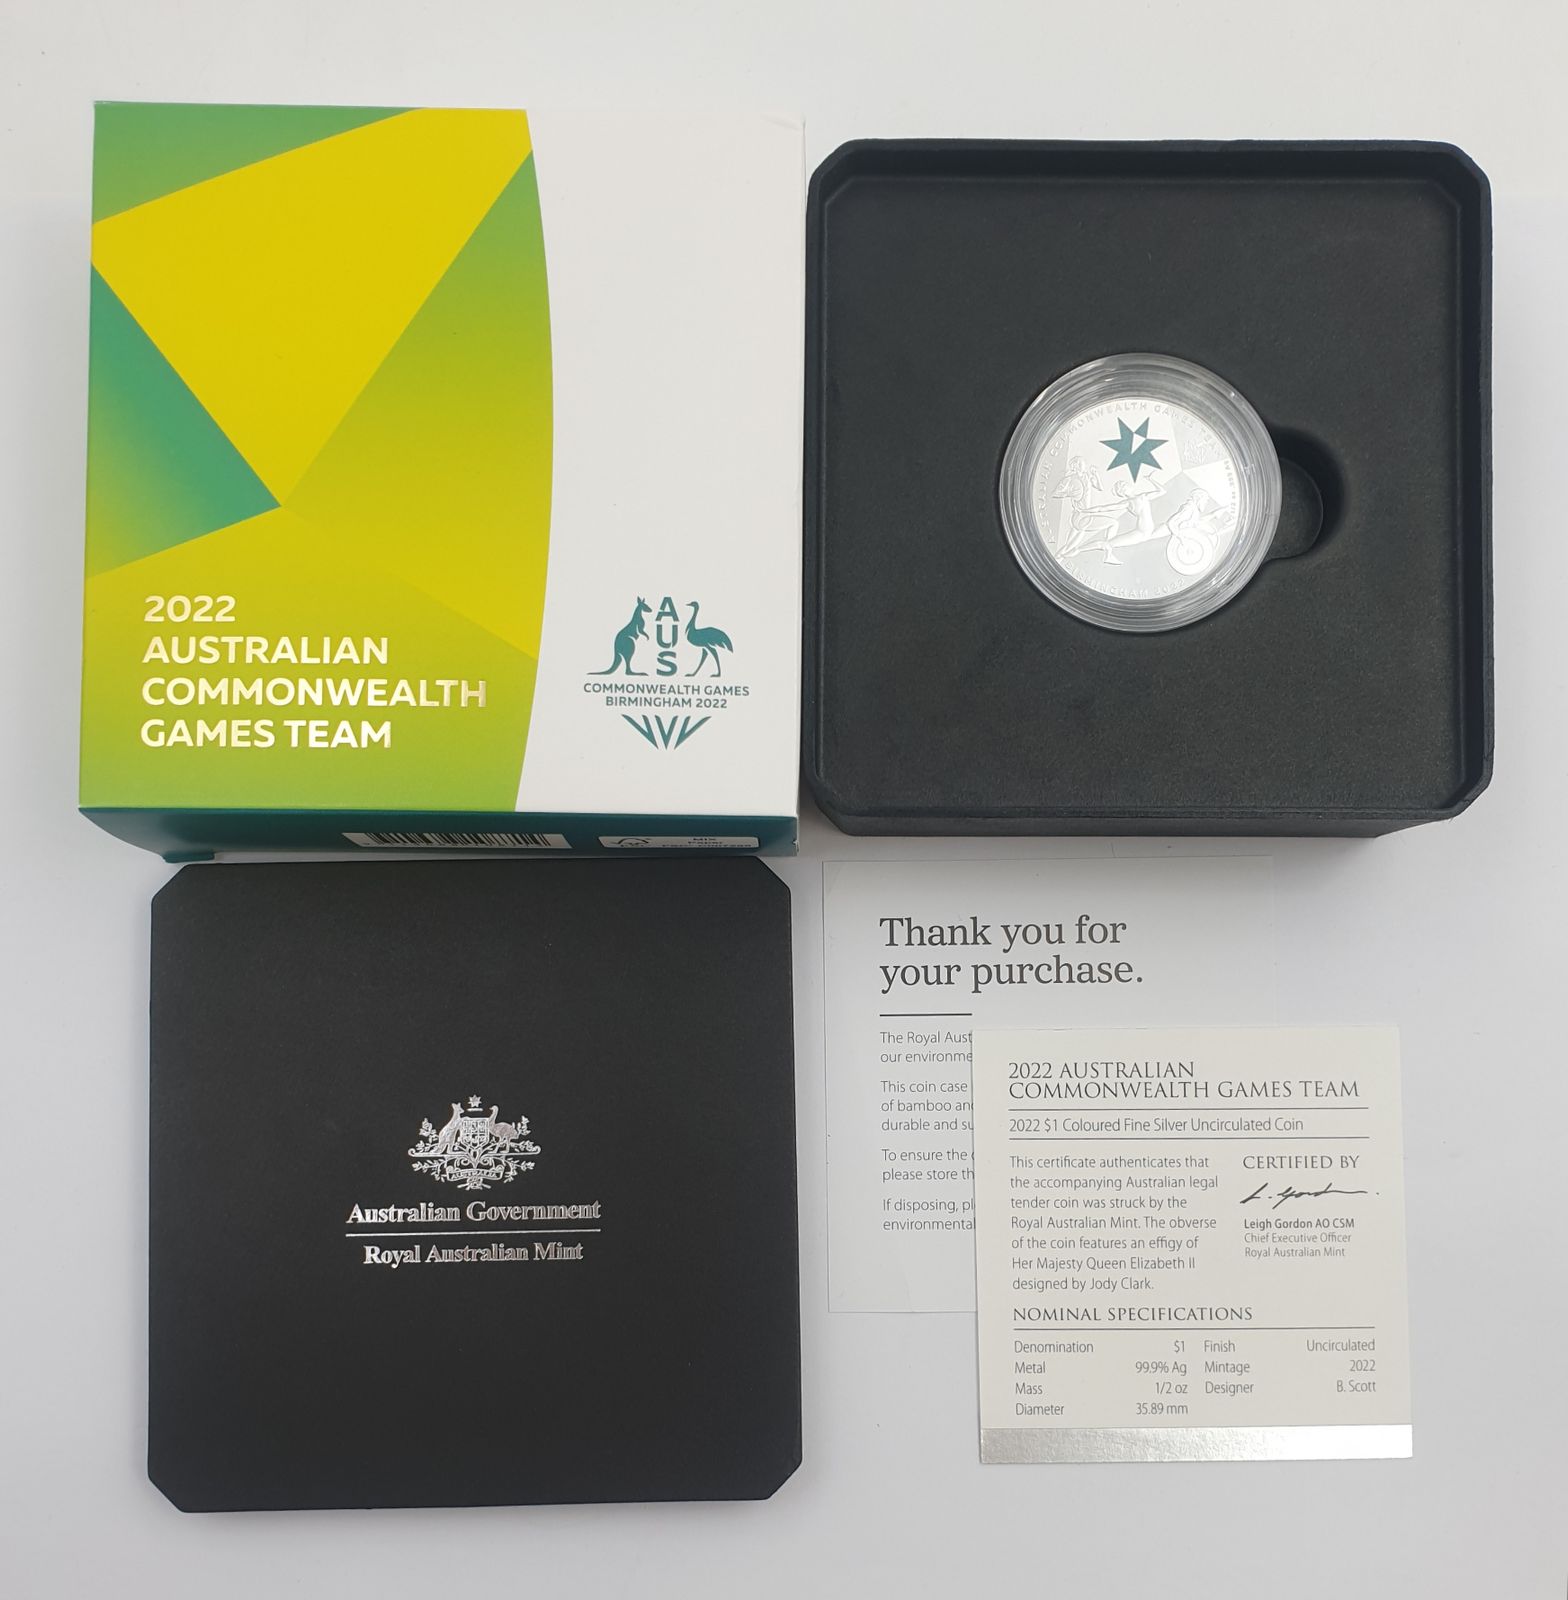 2022
AUSTRALIAN
COMMONWEALTH
GAMES TEAM
AUS
COMMONWEALTH GAMES
BIRMINGHAM 2022
MIX
Paper
AUSTRALIAN COMMONWEALTH GAMES TEAM
BIRMINGHAM 2022
AUSTRALIA
Australian Government
Royal Australian Mint
Thank you for
your purchase.
The Royal Aust
our environme
This coin case
of bamboo and
durable and su
To ensure the
please store th
If disposing, pl
environmental
2022 AUSTRALIAN
COMMONWEALTH GAMES TEAM
2022 $1 Coloured Fine Silver Uncirculated Coin
This certificate authenticates that
the accompanying Australian legal
tender coin was struck by the
Royal Australian Mint. The obverse
of the coin features an effigy of
Her Majesty Queen Elizabeth II
designed by Jody Clark.
CERTIFIED BY
L. Gordon.
Leigh Gordon AO CSM
Chief Executive Officer
Royal Australian Mint
NOMINAL SPECIFICATIONS
Denomination $1 Finish Uncirculated
Metal 99.9% Ag Mintage 2022
Mass 1/2 oz Designer B. Scott
Diameter 35.89 mm